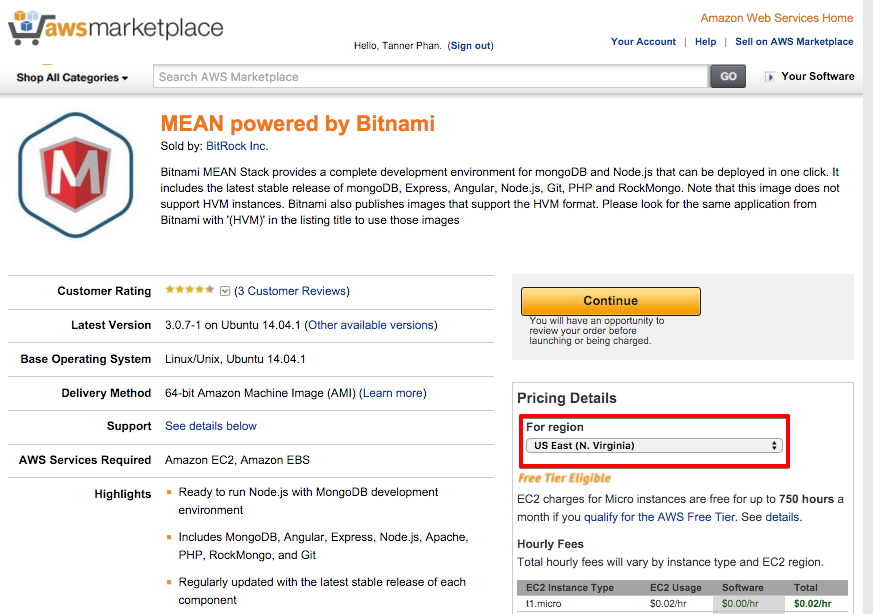 awsmarketplace
Amazon Web Services Home
Hello, Tanner Phan. (Sign out)
Your Account | Help | Sell on AWS Marketplace
Shop All Categories
Search AWS Marketplace
GO
Your Software
M
MEAN powered by Bitnami
Sold by: BitRock Inc.
Bitnami MEAN Stack provides a complete development environment for mongoDB and Node.js that can be deployed in one click. It
includes the latest stable release of mongoDB, Express, Angular, Node.js, Git, PHP and RockMongo. Note that this image does not
support HVM instances. Bitnami also publishes images that support the HVM format. Please look for the same application from
Bitnami with '(HVM)' in the listing title to use those images
Customer Rating (3 Customer Reviews)
Latest Version 3.0.7-1 on Ubuntu 14.04.1 (Other available versions)
Base Operating System Linux/Unix, Ubuntu 14.04.1
Delivery Method 64-bit Amazon Machine Image (AMI) (Learn more)
Support See details below
AWS Services Required Amazon EC2, Amazon EBS
Highlights
Ready to run Node.js with MongoDB development
environment
Includes MongoDB, Angular, Express, Node.js, Apache,
PHP, RockMongo, and Git
Regularly updated with the latest stable release of each
component
Continue
You will have an opportunity to
review your order before
launching or being charged.
Pricing Details
For region
US East (N. Virginia)
Free Tier Eligible
EC2 charges for Micro instances are free for up to 750 hours a
month if you qualify for the AWS Free Tier. See details.
Hourly Fees
Total hourly fees will vary by instance type and EC2 region.
EC2 Instance Type EC2 Usage Software Total
t1.micro $0.02/hr $0.00/hr $0.02/hr